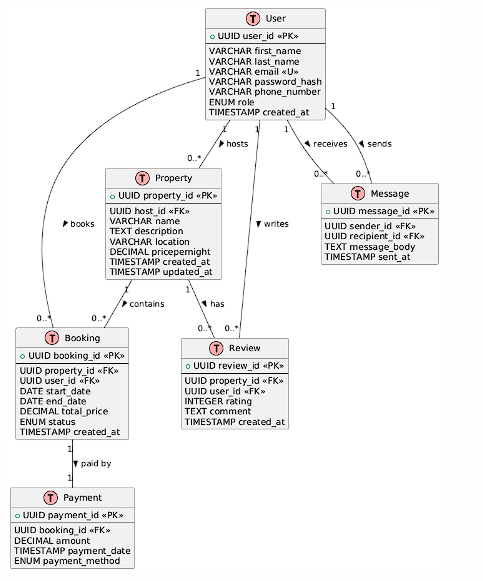 T User
UUID user_id «PK»
VARCHAR first_name
VARCHAR last_name
VARCHAR email «U»
VARCHAR password_hash
VARCHAR phone_number
ENUM role
TIMESTAMP created_at
1
1
1
1
1
books
hosts
receives
sends
writes
0..*
0..*
0..*
T Property
UUID property_id «PK»
UUID host_id «FK»
VARCHAR name
TEXT description
VARCHAR location
DECIMAL pricepernight
TIMESTAMP created_at
TIMESTAMP updated_at
T Message
UUID message_id «PK»
UUID sender_id «FK»
UUID recipient_id «FK»
TEXT message_body
TIMESTAMP sent_at
1
1
contains
has
0..*
0..*
0..*
0..*
T Booking
UUID booking_id «PK»
UUID property_id «FK»
UUID user_id «FK»
DATE start_date
DATE end_date
DECIMAL total_price
ENUM status
TIMESTAMP created_at
T Review
UUID review_id «PK»
UUID property_id «FK»
UUID user_id «FK»
INTEGER rating
TEXT comment
TIMESTAMP created_at
1
paid by
1
T Payment
UUID payment_id «PK»
UUID booking_id «FK»
DECIMAL amount
TIMESTAMP payment_date
ENUM payment_method